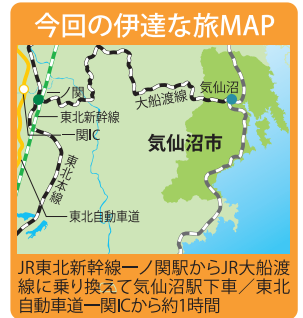 今回の伊達な旅MAP
一ノ関
気仙沼
大船渡線
東北新幹線
一関IC
気仙沼市
東北本線
東北自動車道
JR東北新幹線一ノ関駅からJR大船渡
線に乗り換えて気仙沼駅下車／東北
自動車道一関ICから約1時間